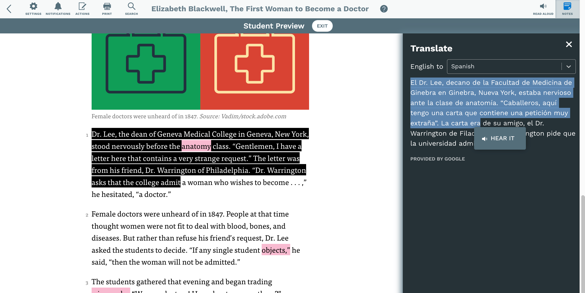 SETTINGS NOTIFICATIONS ACTIONS PRINT SEARCH
Elizabeth Blackwell, The First Woman to Become a Doctor ?
READ ALOUD NOTES
Student Preview EXIT
Female doctors were unheard of in 1847. Source: Vadim/stock.adobe.com
1 Dr. Lee, the dean of Geneva Medical College in Geneva, New York,
stood nervously before the anatomy class. “Gentlemen, I have a
letter here that contains a very strange request.” The letter was
from his friend, Dr. Warrington of Philadelphia. “Dr. Warrington
asks that the college admit a woman who wishes to become . . . ,”
he hesitated, “a doctor.”
2 Female doctors were unheard of in 1847. People at that time
thought women were not fit to deal with blood, bones, and
diseases. But rather than refuse his friend’s request, Dr. Lee
asked the students to decide. “If any single student objects,” he
said, “then the woman will not be admitted.”
3 The students gathered that evening and began trading
Translate
English to Spanish
El Dr. Lee, decano de la Facultad de Medicina de
Ginebra en Ginebra, Nueva York, estaba nervioso
ante la clase de anatomía. “Caballeros, aquí
tengo una carta que contiene una petición muy
extraña”. La carta era de su amigo, el Dr.
Warrington de Filad ngton pide que
la universidad adm
HEAR IT
PROVIDED BY GOOGLE